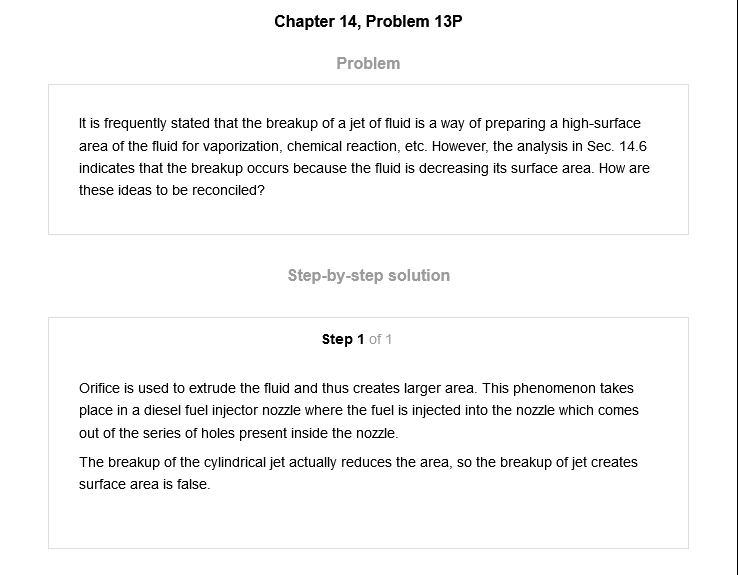 Chapter 14, Problem 13P
Problem
It is frequently stated that the breakup of a jet of fluid is a way of preparing a high-surface
area of the fluid for vaporization, chemical reaction, etc. However, the analysis in Sec. 14.6
indicates that the breakup occurs because the fluid is decreasing its surface area. How are
these ideas to be reconciled?
Step-by-step solution
Step 1 of 1
Orifice is used to extrude the fluid and thus creates larger area. This phenomenon takes
place in a diesel fuel injector nozzle where the fuel is injected into the nozzle which comes
out of the series of holes present inside the nozzle.
The breakup of the cylindrical jet actually reduces the area, so the breakup of jet creates
surface area is false.